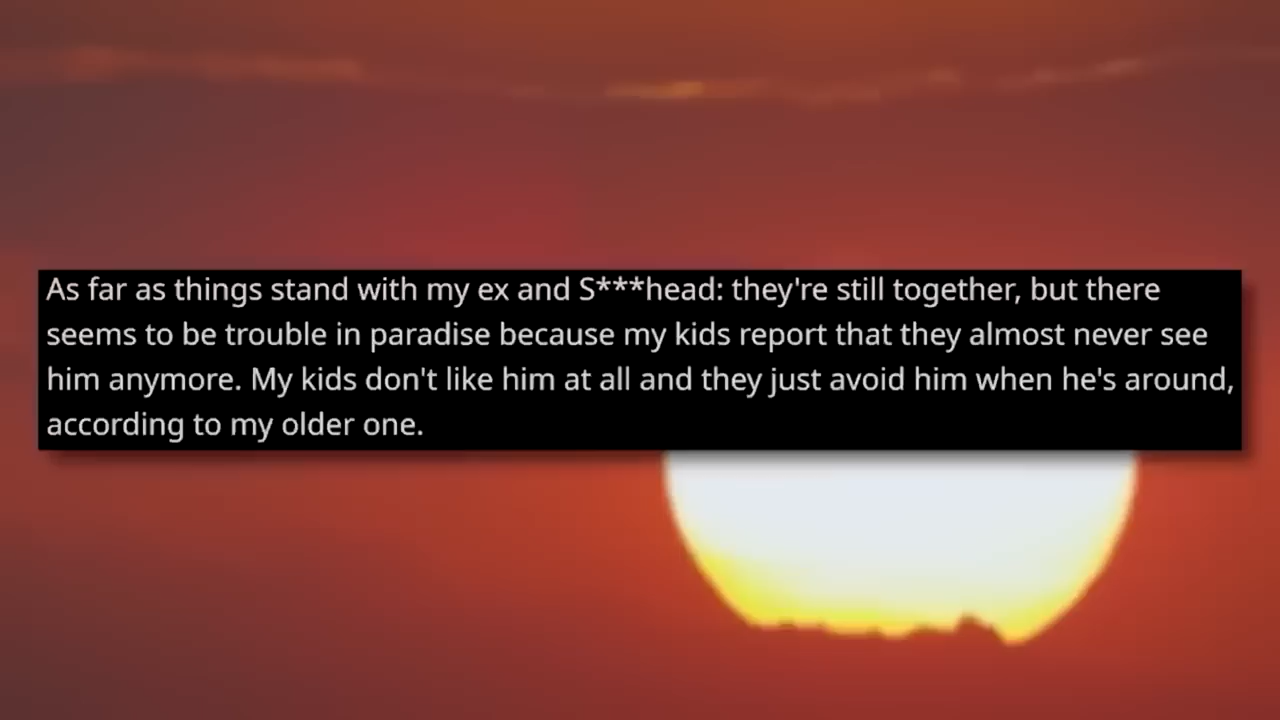 As far as things stand with my ex and S***head: they're still together, but there
seems to be trouble in paradise because my kids report that they almost never see
him anymore. My kids don't like him at all and they just avoid him when he's around,
according to my older one.